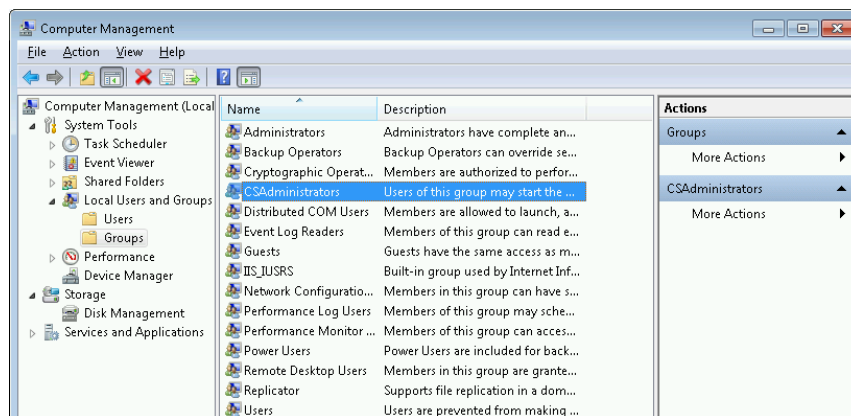 Computer Management
File Action View Help
Computer Management (Local
System Tools
Task Scheduler
Event Viewer
Shared Folders
Local Users and Groups
Users
Groups
Performance
Device Manager
Storage
Disk Management
Services and Applications
Name Description
Administrators Administrators have complete an...
Backup Operators Backup Operators can override se...
Cryptographic Operat... Members are authorized to perfor...
CSAdministrators Users of this group may start the ...
Distributed COM Users Members are allowed to launch, a...
Event Log Readers Members of this group can read e...
Guests Guests have the same access as m...
IIS_IUSRS Built-in group used by Internet Inf...
Network Configuratio... Members in this group can have s...
Performance Log Users Members of this group may sche...
Performance Monitor ... Members of this group can acces...
Power Users Power Users are included for back...
Remote Desktop Users Members in this group are grante...
Replicator Supports file replication in a dom...
Users Users are prevented from making ...
Actions
Groups
More Actions
CSAdministrators
More Actions